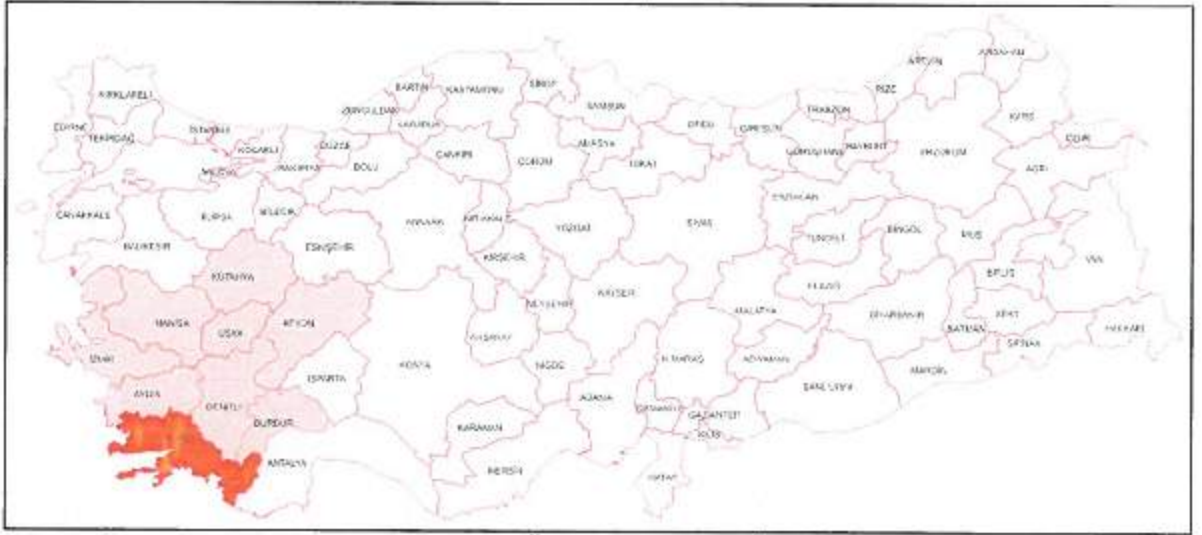 ARDAHAN
ARTVİN
SİNOP
BARTIN
KASTAMONU
KIRKLARELİ
RİZE
SAMSUN
TRABZON
ZONGULDAK
KARS
ORDU
GİRESUN
EDİRNE
TEKİRDAĞ
İSTANBUL
KOCAELİ
DÜZCE
AMASYA
BOLU
ÇANKIRI
ÇORUM
TOKAT
GÜMÜŞHANE
BAYBURT
ERZURUM
AĞRI
SAKARYA
YALOVA
ERZİNCAN
ÇANAKKALE
BURSA
BİLECİK
ANKARA
KIRIKKALE
YOZGAT
SİVAS
BALIKESİR
ESKİŞEHİR
TUNCELİ
BİNGÖL
MUŞ
KIRŞEHİR
VAN
BİTLİS
KÜTAHYA
ELAZIĞ
KAYSERİ
NEVŞEHİR
MALATYA
DİYARBAKIR
SİİRT
BATMAN
HAKKARİ
MANİSA
UŞAK
AFYON
AKSARAY
ŞIRNAK
İZMİR
KONYA
NİĞDE
K.MARAŞ
ADIYAMAN
MARDİN
ISPARTA
ŞANLIURFA
AYDIN
DENİZLİ
ADANA
OSMANİYE
GAZİANTEP
BURDUR
KARAMAN
KİLİS
ANTALYA
MERSİN
HATAY